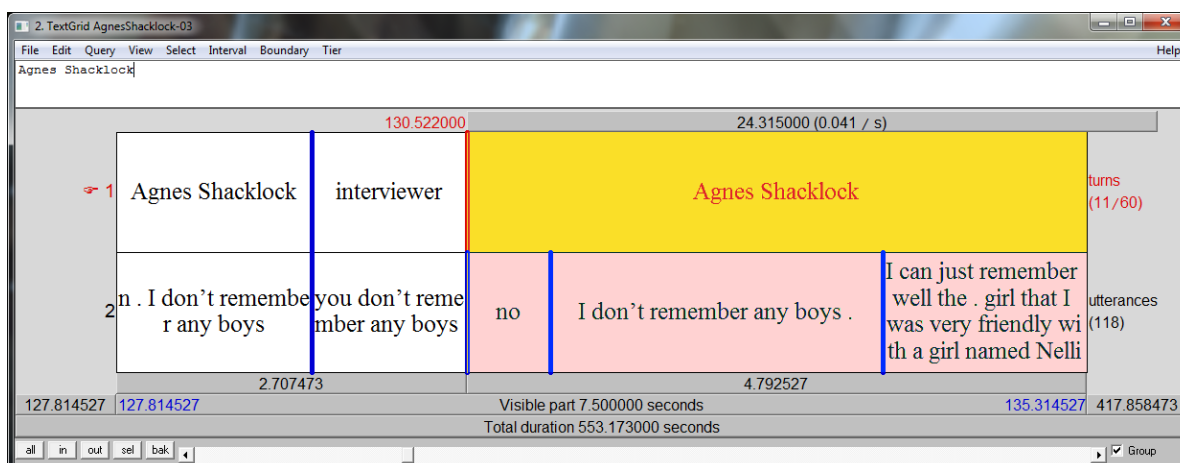 2. TextGrid AgnesShacklock-03
File Edit Query View Select Interval Boundary Tier Help
Agnes Shacklock
130.522000 24.315000 (0.041 / s)
1 Agnes Shacklock interviewer Agnes Shacklock turns
(11/60)
2 n . I don't remembe
r any boys
you don't reme
mber any boys
no
I don't remember any boys .
I can just remember
well the . girl that I
was very friendly wi
th a girl named Nelli
utterances
(118)
2.707473 4.792527
127.814527 127.814527 Visible part 7.500000 seconds 135.314527 417.858473
Total duration 553.173000 seconds
all in out sel bak Group